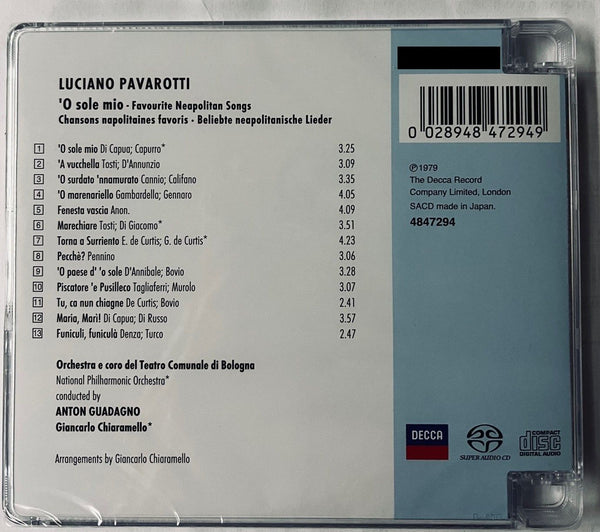 LUCIANO PAVAROTTI
'O sole mio - Favourite Neapolitan Songs
Chansons napolitaines favoris - Beliebte neapolitanische Lieder
1 'O sole mio Di Capua; Capurro* 3.25
2 'A vucchella Tosti; D'Annunzio 3.09
3 'O surdato 'nnamurato Cannio; Califano 3.35
4 'O marenariello Gambardella; Gennaro 4.05
5 Fenesta vascia Anon. 4.09
6 Marechiare Tosti; Di Giacomo* 3.51
7 Torna a Surriento E. de Curtis; G. de Curtis* 4.23
8 Pecchè? Pennino 3.06
9 'O paese d' 'o sole D'Annibale; Bovio 3.28
10 Piscatore 'e Pusilleco Tagliaferri; Murolo 3.07
11 Tu, ca nun chiagne De Curtis; Bovio 2.41
12 Maria, Marì! Di Capua; Di Russo 3.57
13 Funiculì, funiculà Denza; Turco 2.47
Orchestra e coro del Teatro Comunale di Bologna
National Philharmonic Orchestra*
conducted by
ANTON GUADAGNO
Giancarlo Chiaramello*
Arrangements by Giancarlo Chiaramello
0 028948 472949
℗1979
The Decca Record
Company Limited, London
SACD made in Japan.
4847294
DECCA
SUPER AUDIO CD
COMPACT
disc
DIGITAL AUDIO